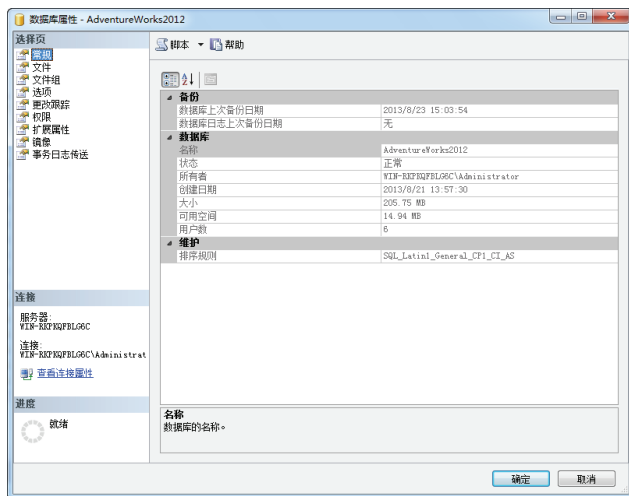 数据库属性 - AdventureWorks2012
选择页
常规
文件
文件组
选项
更改跟踪
权限
扩展属性
镜像
事务日志传送
脚本
帮助
备份
数据库上次备份日期 2013/8/23 15:03:54
数据库日志上次备份日期 无
数据库
名称 AdventureWorks2012
状态 正常
所有者 WIN-RKPKQFBLG6C\Administrator
创建日期 2013/8/21 13:57:30
大小 205.75 MB
可用空间 14.94 MB
用户数 6
维护
排序规则 SQL_Latin1_General_CP1_CI_AS
连接
服务器:
WIN-RKPKQFBLG6C
连接:
WIN-RKPKQFBLG6C\Administrat
查看连接属性
进度
就绪
名称
数据库的名称。
确定
取消